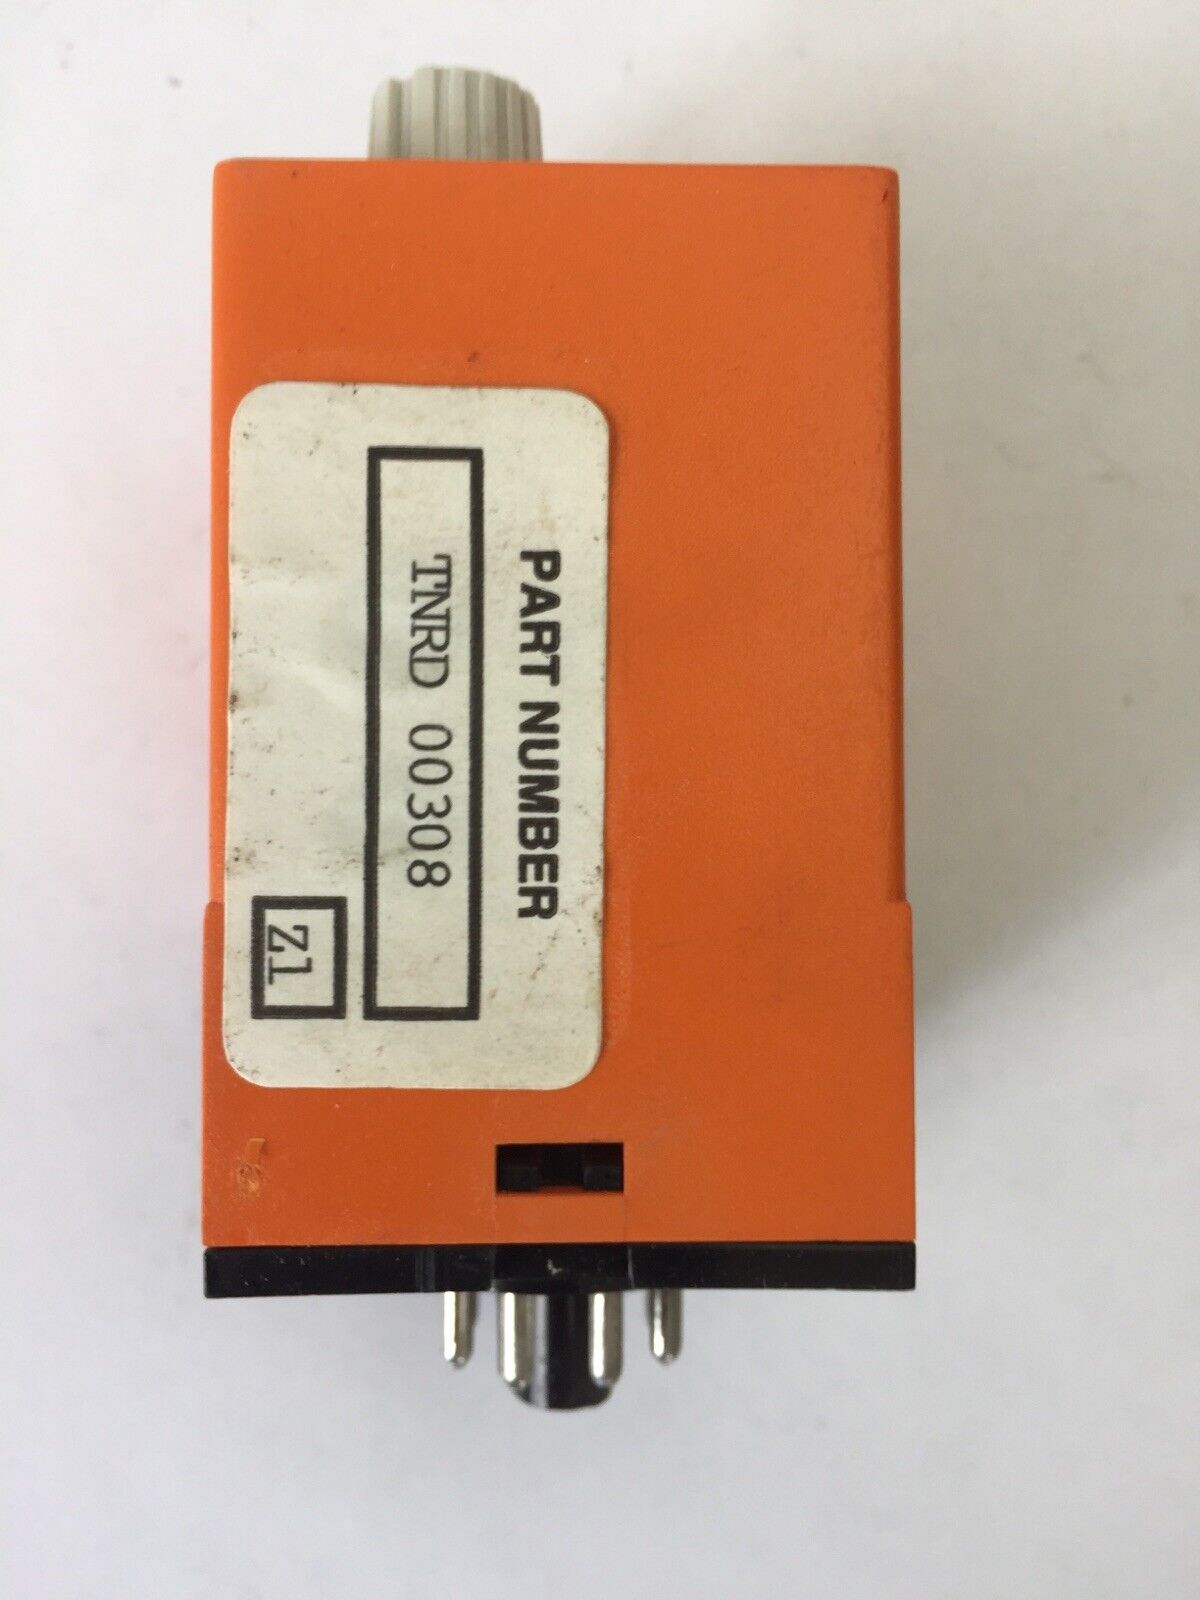 PART NUMBER
TNRD 00308
Z1